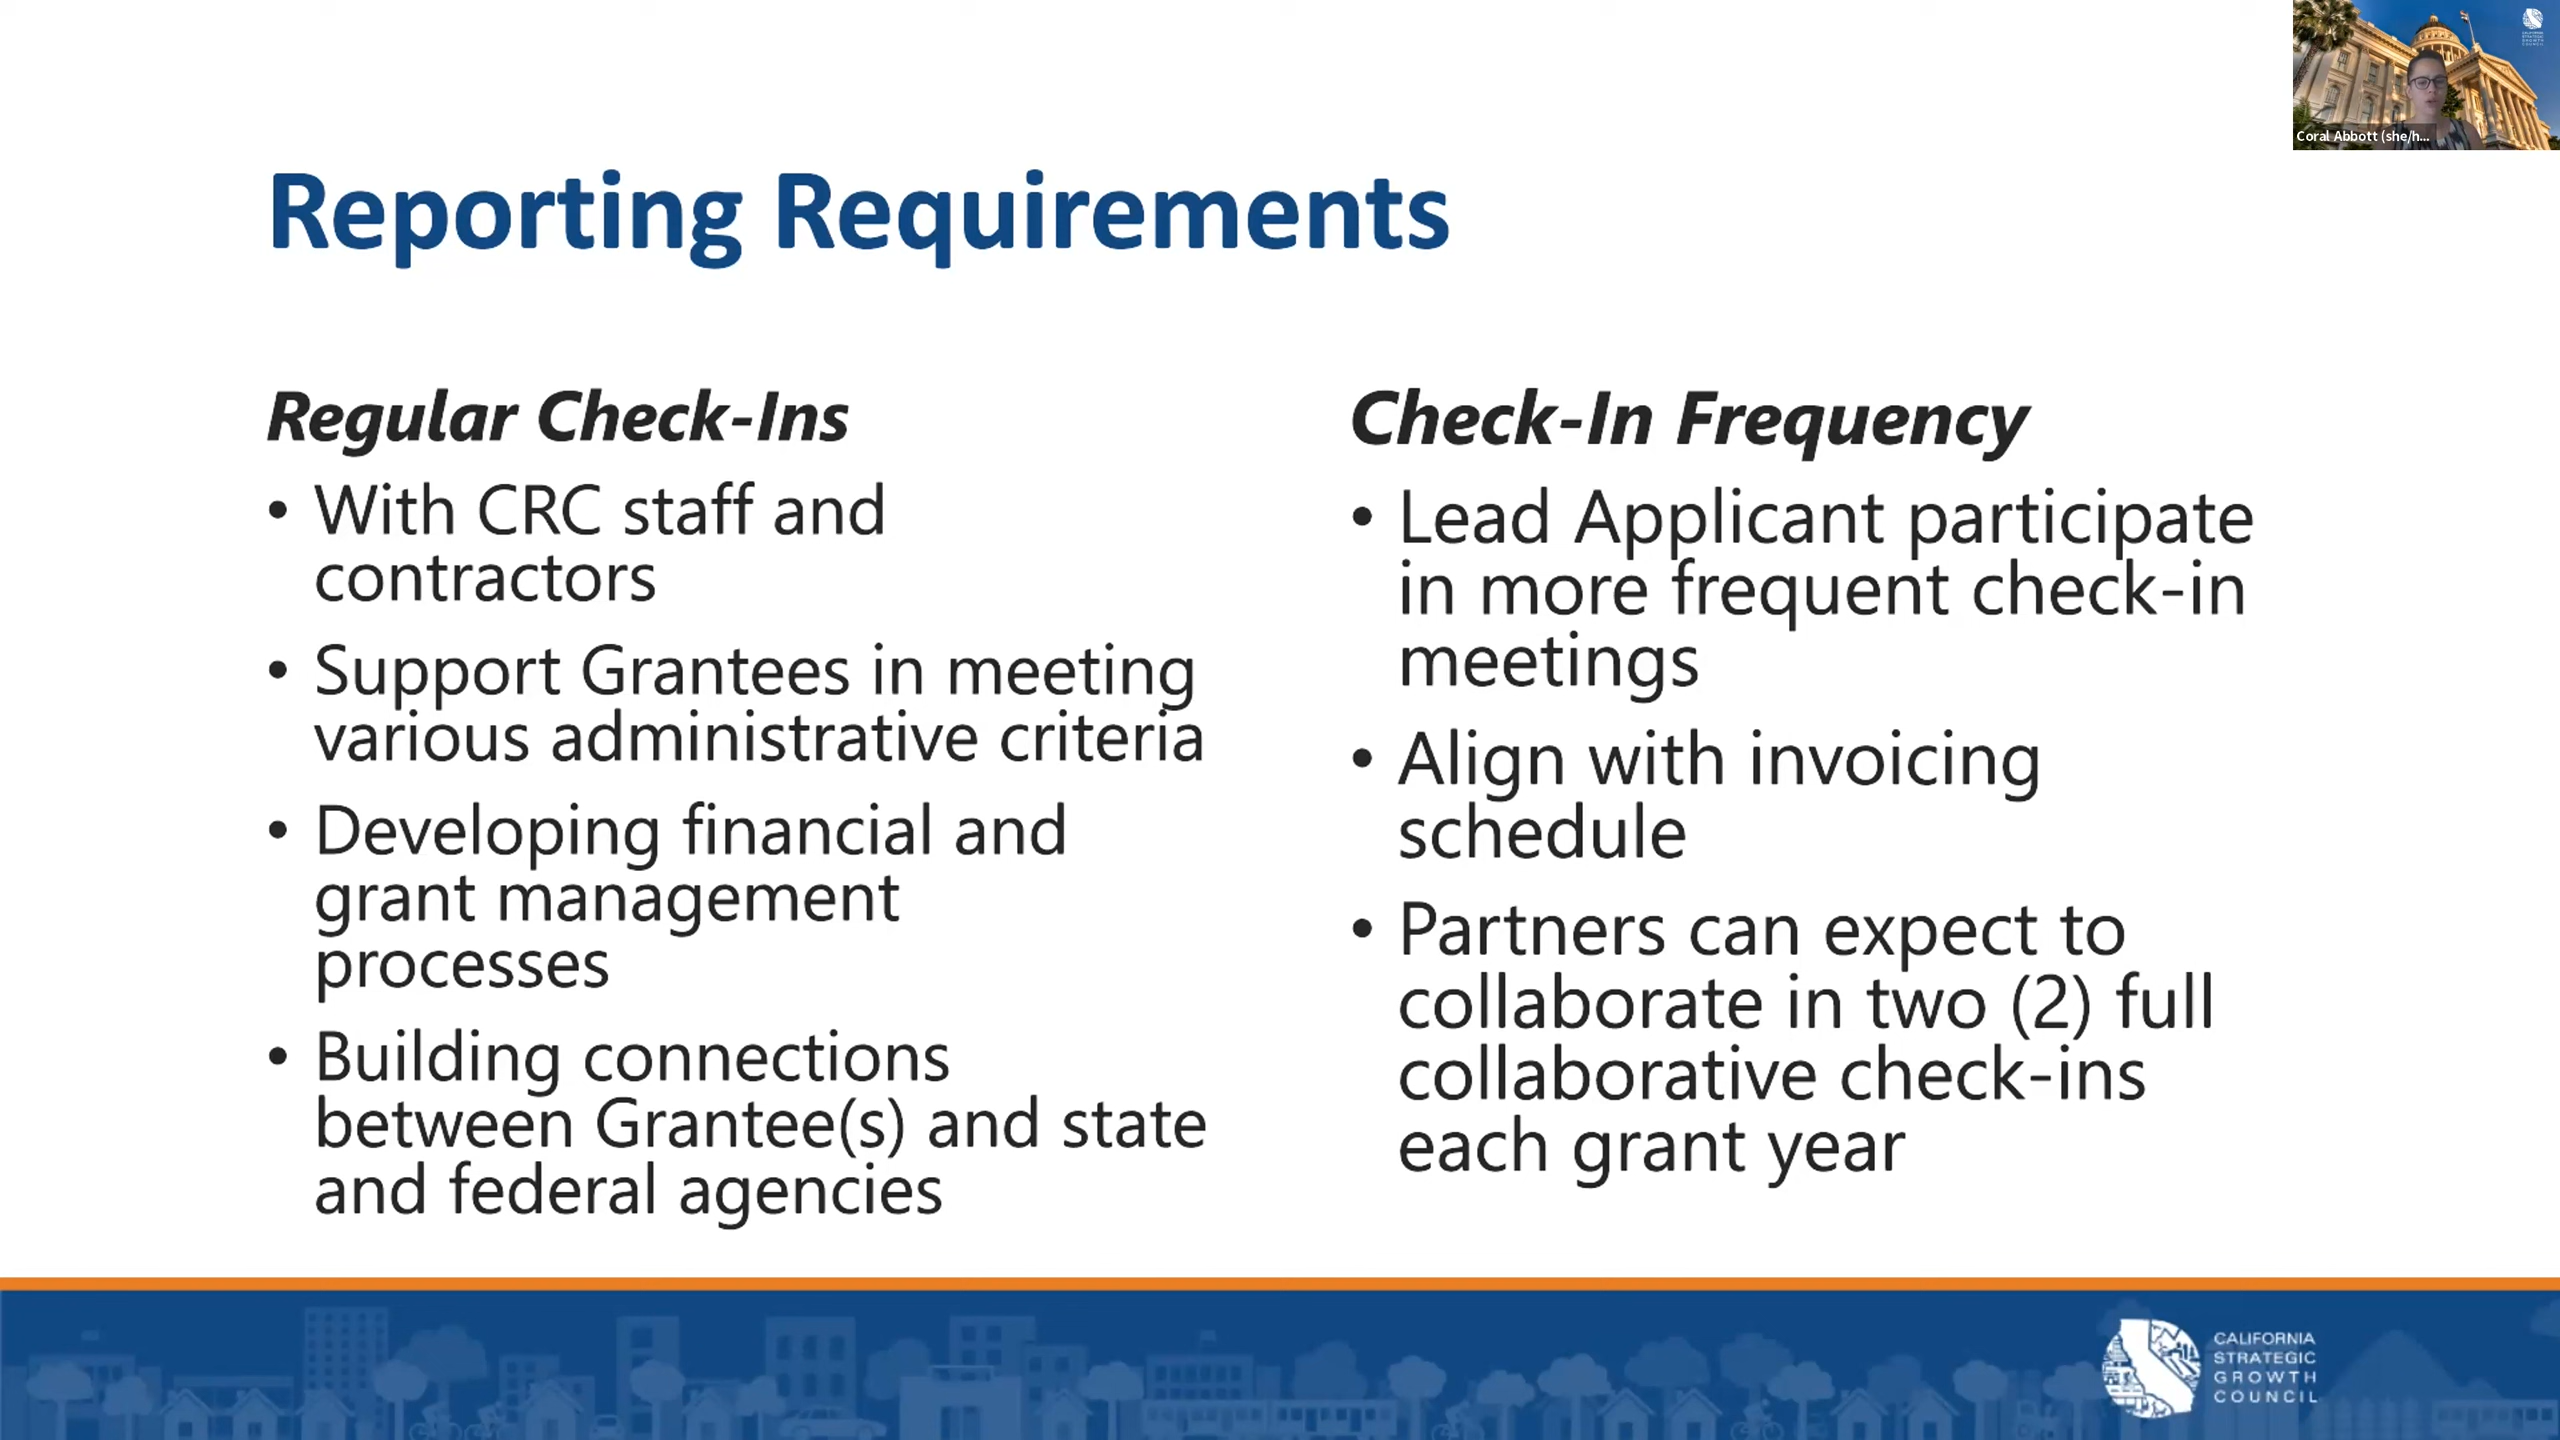 Reporting Requirements
Regular Check-Ins
• With CRC staff and
contractors
• Support Grantees in meeting
various administrative criteria
• Developing financial and
grant management
processes
• Building connections
between Grantee(s) and state
and federal agencies
Check-In Frequency
• Lead Applicant participate
in more frequent check-in
meetings
• Align with invoicing
schedule
• Partners can expect to
collaborate in two (2) full
collaborative check-ins
each grant year
Coral Abbott (she/h...
CALIFORNIA
STRATEGIC
GROWTH
COUNCIL